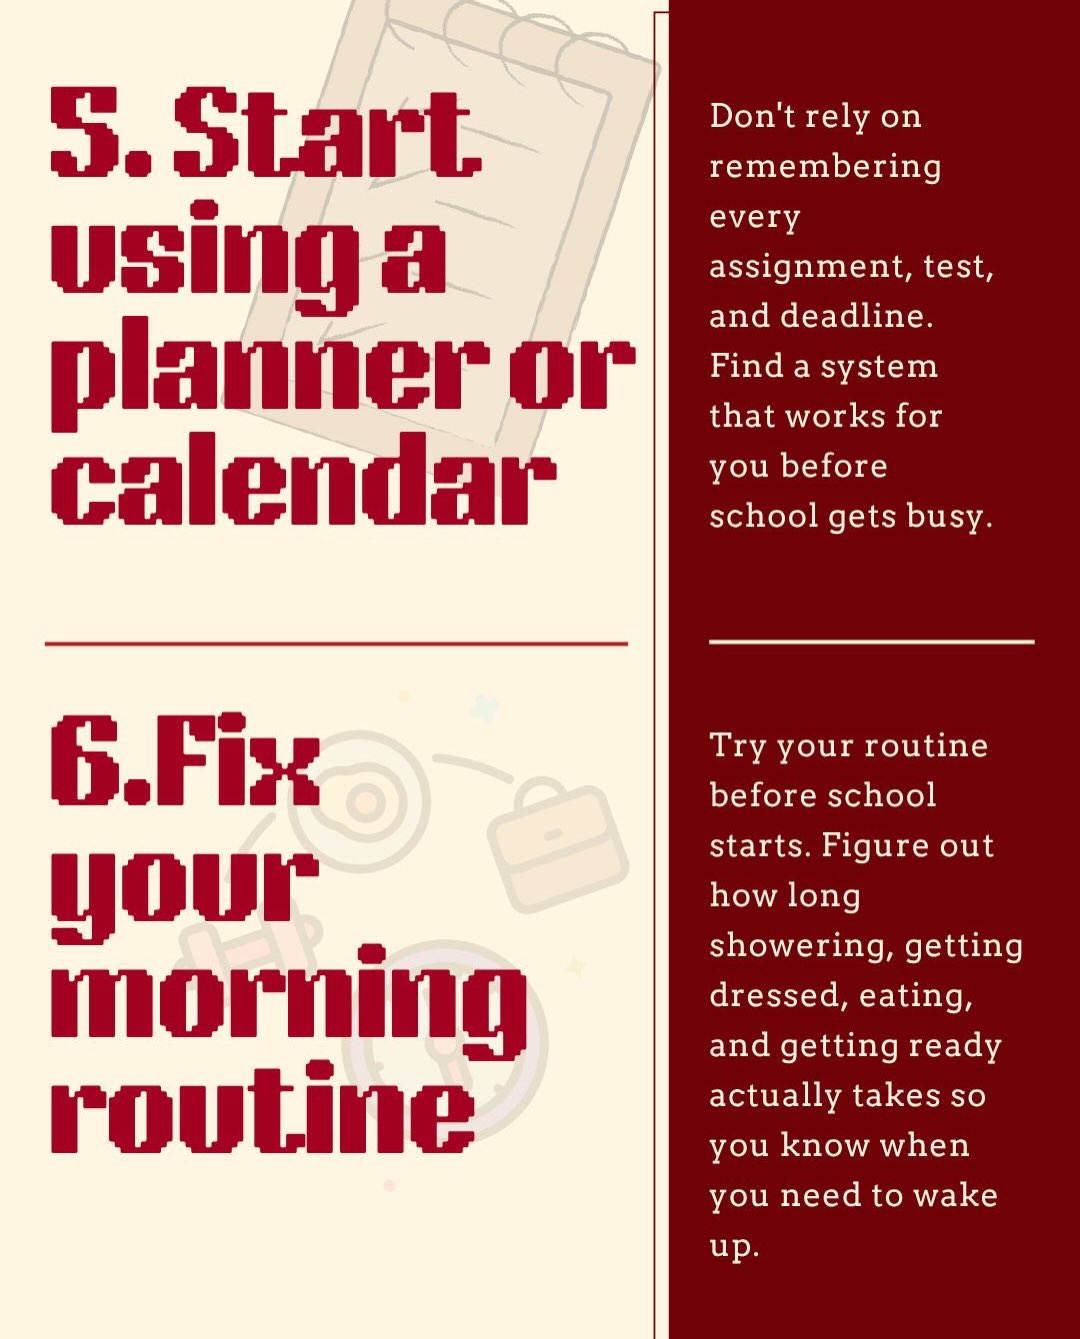 5. Start
using a
planner or
calendar
Don't rely on
remembering
every
assignment, test,
and deadline.
Find a system
that works for
you before
school gets busy.
6.Fix
your
morning
routine
Try your routine
before school
starts. Figure out
how long
showering, getting
dressed, eating,
and getting ready
actually takes so
you know when
you need to wake
up.